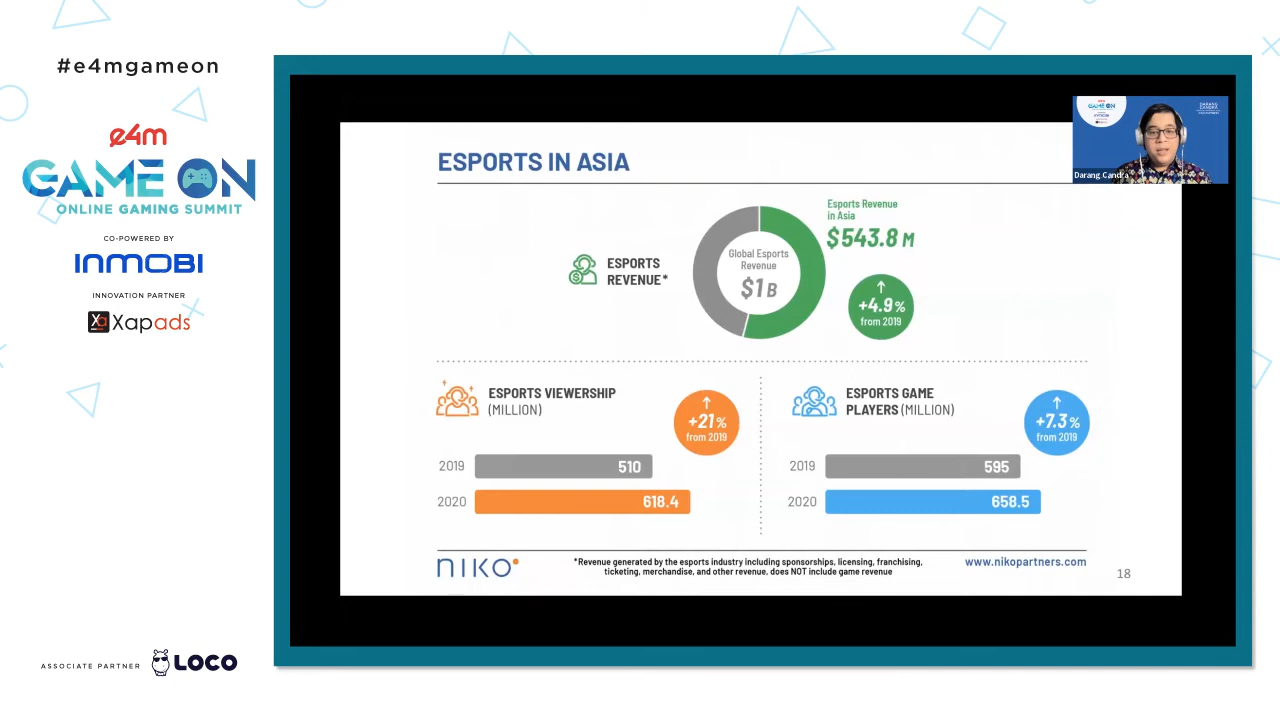 #e4mgameon
e4m
GAME ON
ONLINE GAMING SUMMIT
CO-POWERED BY
INMOBI
INNOVATION PARTNER
Xa Xapads
ASSOCIATE PARTNER
LOCO
Darang Candra
ESPORTS IN ASIA
ESPORTS
REVENUE*
Global Esports
Revenue
$1 B
Esports Revenue
in Asia
$543.8 M
+4.9%
from 2019
ESPORTS VIEWERSHIP
(MILLION)
+21%
from 2019
2019 510
2020 618.4
ESPORTS GAME
PLAYERS (MILLION)
+7.3%
from 2019
2019 595
2020 658.5
NIKO
*Revenue generated by the esports industry including sponsorships, licensing, franchising,
ticketing, merchandise, and other revenue, does NOT include game revenue
www.nikopartners.com
18